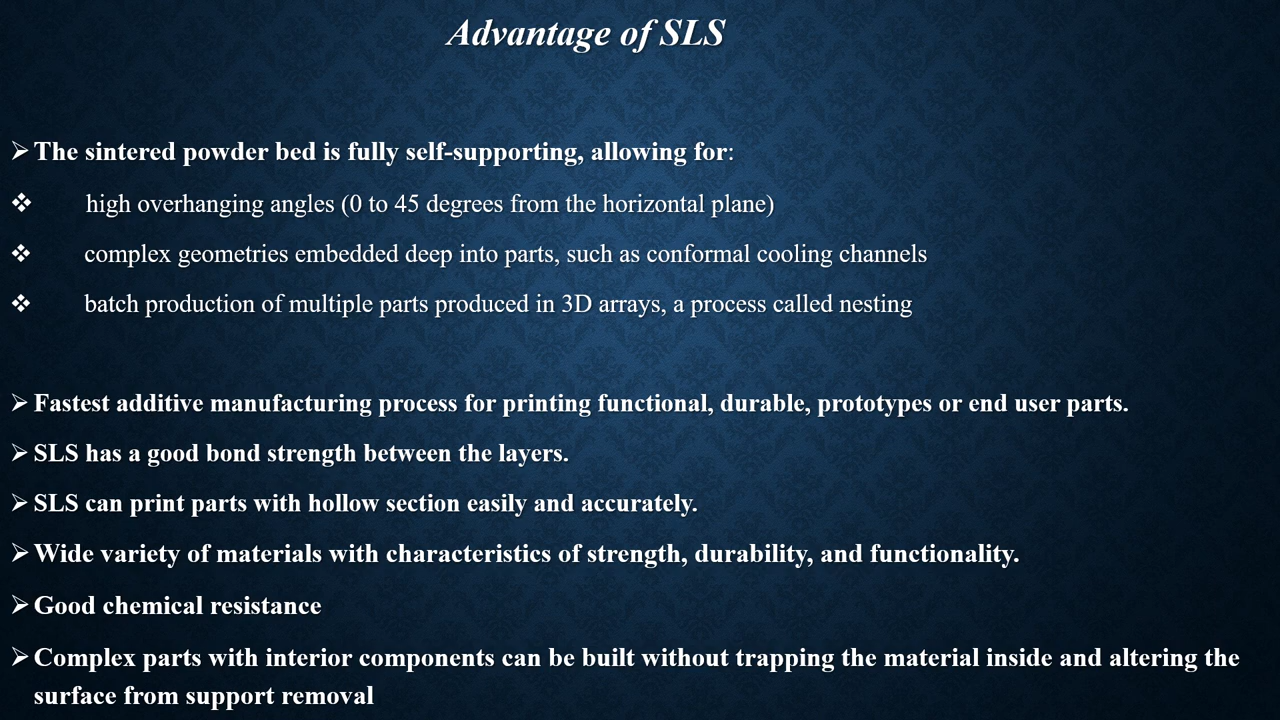 Advantage of SLS
➢The sintered powder bed is fully self-supporting, allowing for:
❖ high overhanging angles (0 to 45 degrees from the horizontal plane)
❖ complex geometries embedded deep into parts, such as conformal cooling channels
❖ batch production of multiple parts produced in 3D arrays, a process called nesting
➢Fastest additive manufacturing process for printing functional, durable, prototypes or end user parts.
➢SLS has a good bond strength between the layers.
➢SLS can print parts with hollow section easily and accurately.
➢Wide variety of materials with characteristics of strength, durability, and functionality.
➢Good chemical resistance
➢Complex parts with interior components can be built without trapping the material inside and altering the
surface from support removal